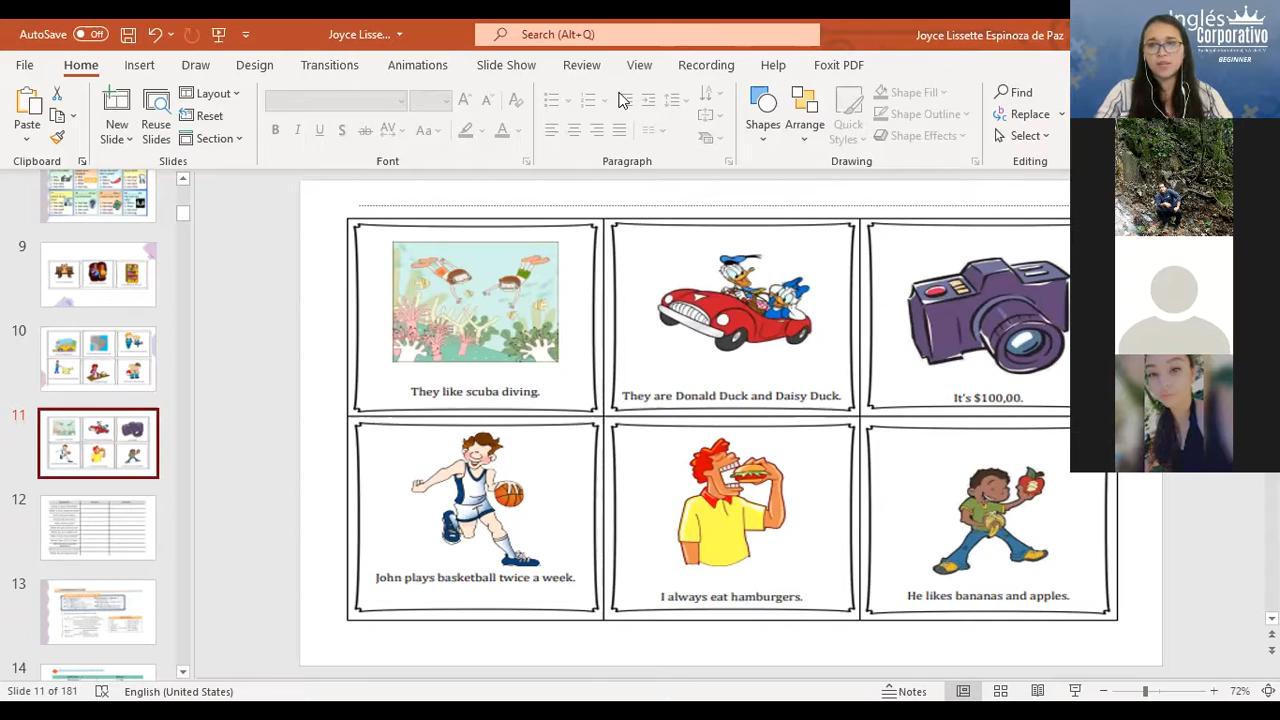 AutoSave Off Joyce Lisse... Search (Alt+Q) Joyce Lissette Espinoza de Paz
Inglés
Corporativo
BEGINNER
File Home Insert Draw Design Transitions Animations Slide Show Review View Recording Help Foxit PDF
Paste New Slides Reuse Slides Layout Reset Section
Shapes Arrange Quick Styles Shape Fill Shape Outline Shape Effects Find Replace Select
Clipboard Slides Font Paragraph Drawing Editing
9
10
11
12
13
14
They like scuba diving.
They are Donald Duck and Daisy Duck.
It's $100,00.
John plays basketball twice a week.
I always eat hamburgers.
He likes bananas and apples.
Slide 11 of 181 English (United States) Notes 72%